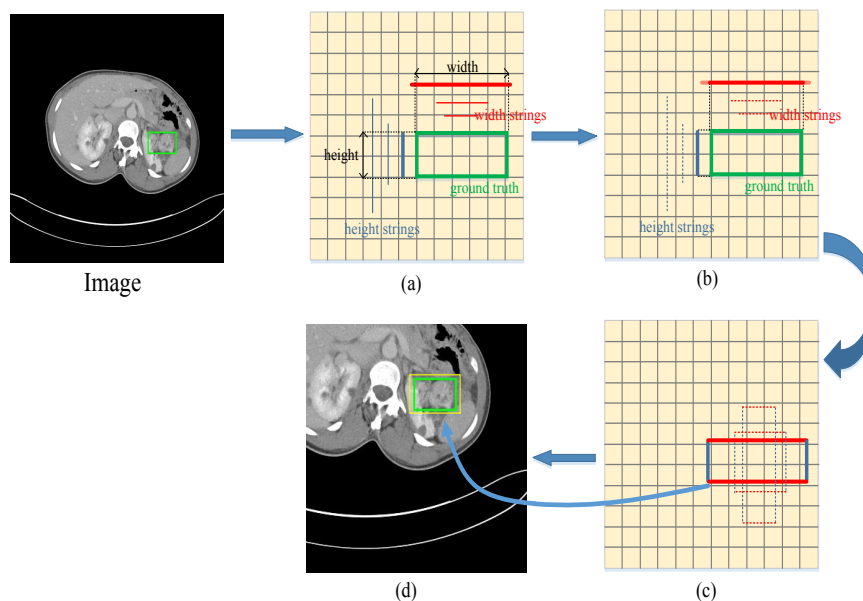 width
width strings
height
ground truth
height strings
Image
(a)
width strings
ground truth
height strings
(b)
(d)
(c)